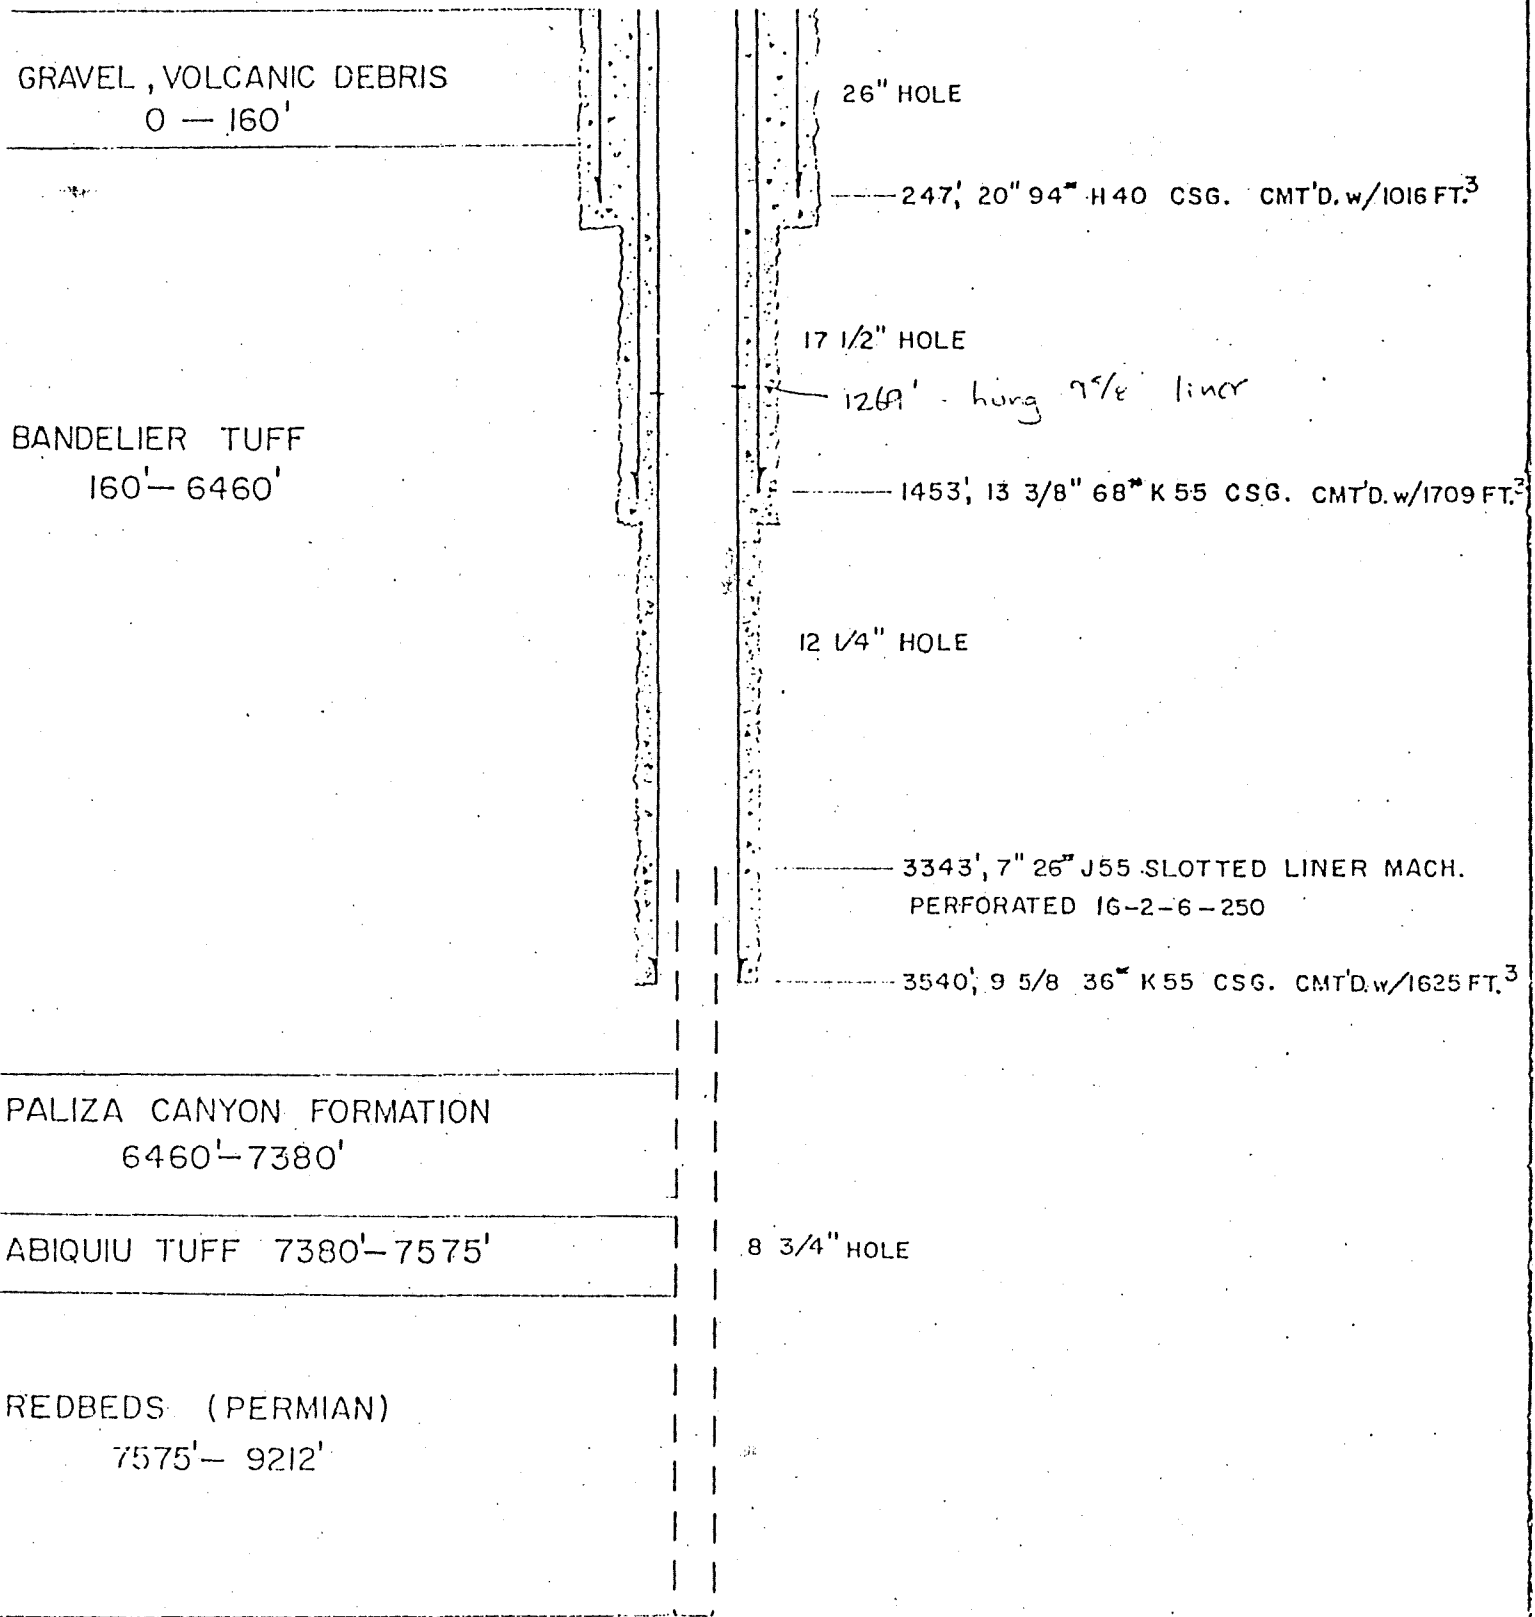 GRAVEL, VOLCANIC DEBRIS
0 — 160'
26" HOLE
247', 20" 94# H40 CSG. CMT'D. w/1016 FT.3
17 1/2" HOLE
1269' - hung 9 5/8 liner
BANDELIER TUFF
160'— 6460'
1453', 13 3/8" 68# K55 CSG. CMT'D. w/1709 FT.3
12 1/4" HOLE
3343', 7" 26# J55 SLOTTED LINER MACH.
PERFORATED 16-2-6-250
3540', 9 5/8 36# K55 CSG. CMT'D. w/1625 FT.3
PALIZA CANYON FORMATION
6460'—7380'
ABIQUIU TUFF 7380'—7575'
8 3/4" HOLE
REDBEDS (PERMIAN)
7575'— 9212'